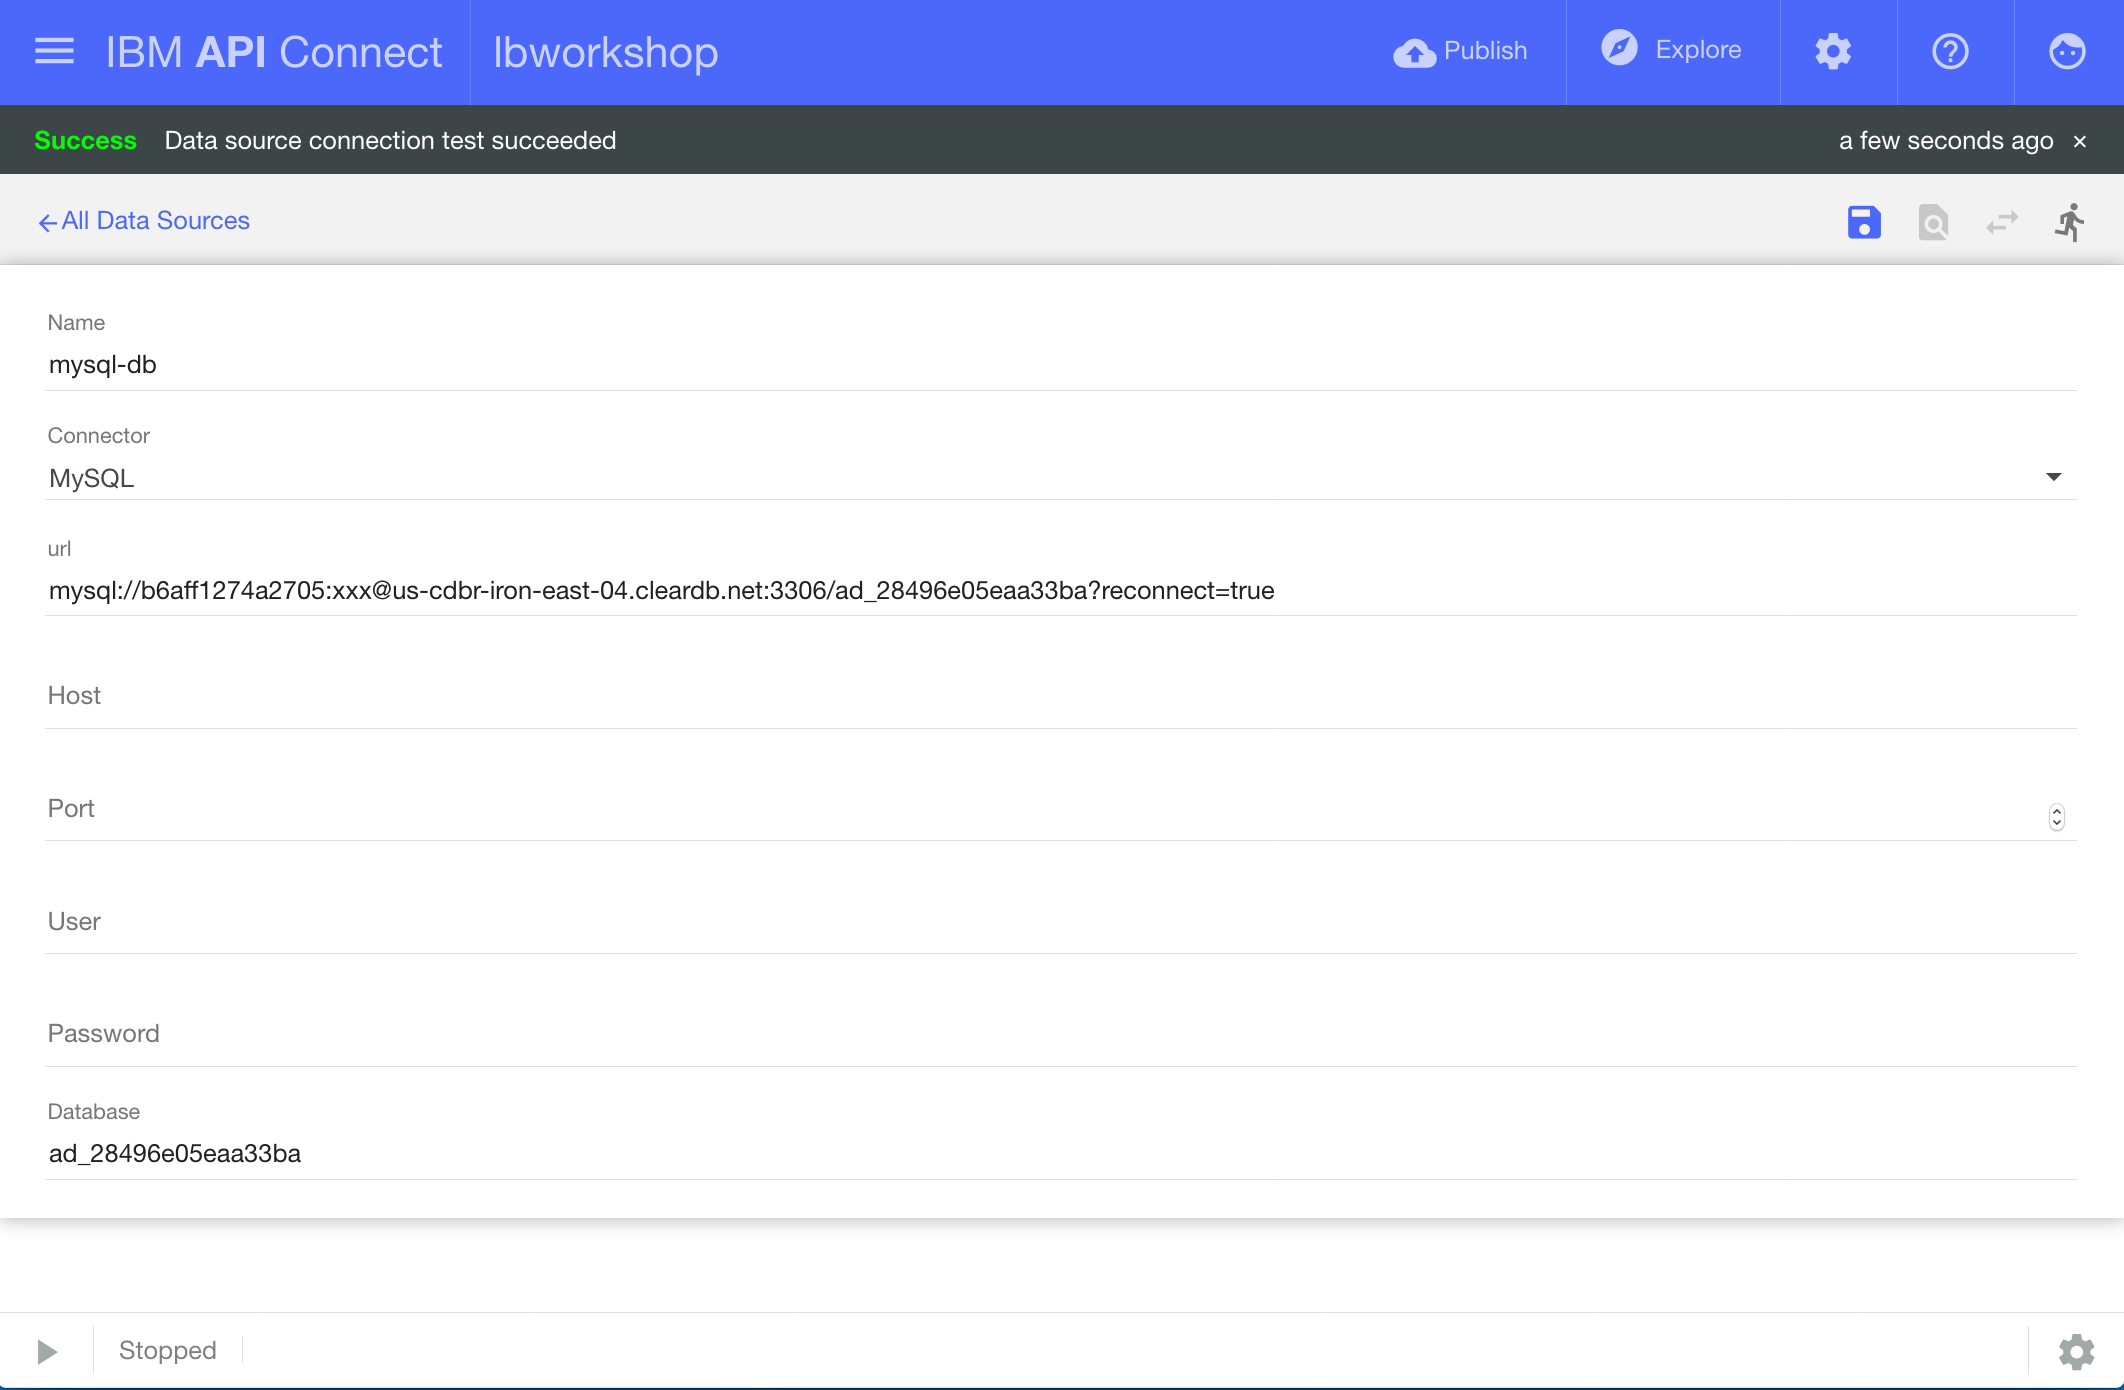 IBM API Connect lbworkshop Publish Explore
Success Data source connection test succeeded a few seconds ago ×
All Data Sources
Name
mysql-db
Connector
MySQL
url
mysql://b6aff1274a2705:xxx@us-cdbr-iron-east-04.cleardb.net:3306/ad_28496e05eaa33ba?reconnect=true
Host
Port
User
Password
Database
ad_28496e05eaa33ba
Stopped